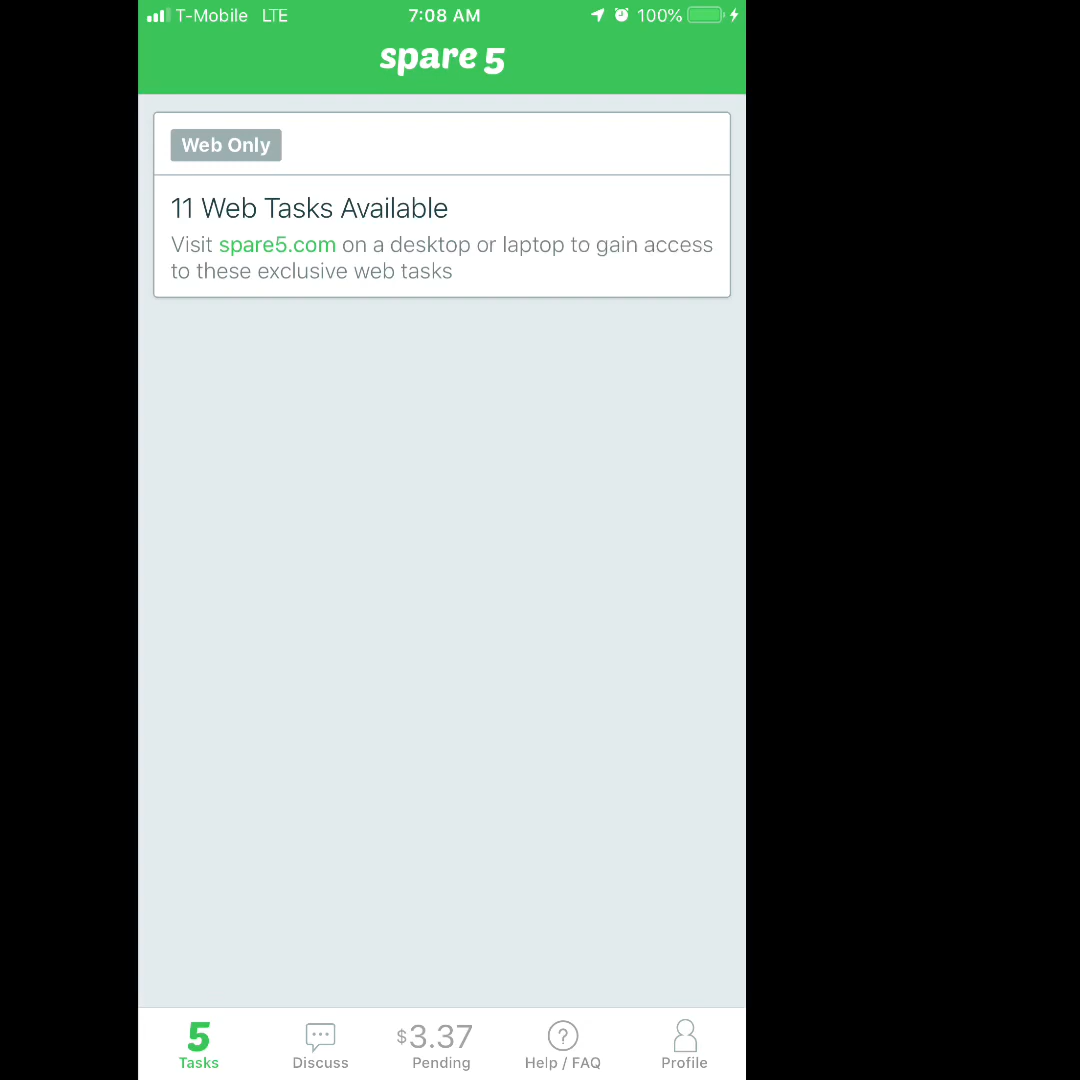 T-Mobile LTE 7:08 AM 100%
spare 5
Web Only
11 Web Tasks Available
Visit spare5.com on a desktop or laptop to gain access
to these exclusive web tasks
5 $3.37 ?
Tasks Discuss Pending Help / FAQ Profile